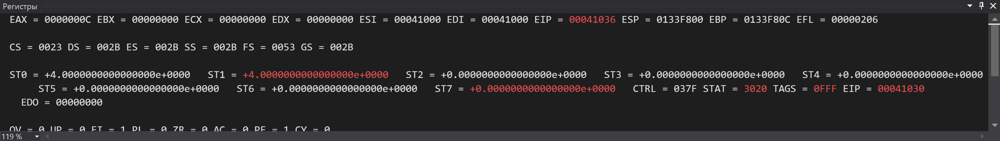 Регистры
EAX = 0000000C EBX = 00000000 ECX = 00000000 EDX = 00000000 ESI = 00041000 EDI = 00041000 EIP = 00041036 ESP = 0133F800 EBP = 0133F80C EFL = 00000206
CS = 0023 DS = 002B ES = 002B SS = 002B FS = 0053 GS = 002B
ST0 = +4.0000000000000000e+0000 ST1 = +4.0000000000000000e+0000 ST2 = +0.0000000000000000e+0000 ST3 = +0.0000000000000000e+0000 ST4 = +0.0000000000000000e+0000
ST5 = +0.0000000000000000e+0000 ST6 = +0.0000000000000000e+0000 ST7 = +0.0000000000000000e+0000 CTRL = 037F STAT = 3020 TAGS = 0FFF EIP = 00041030
EDO = 00000000
OV = 0 UP = 0 EI = 1 PL = 0 ZR = 0 AC = 0 PE = 1 CY = 0
119 %